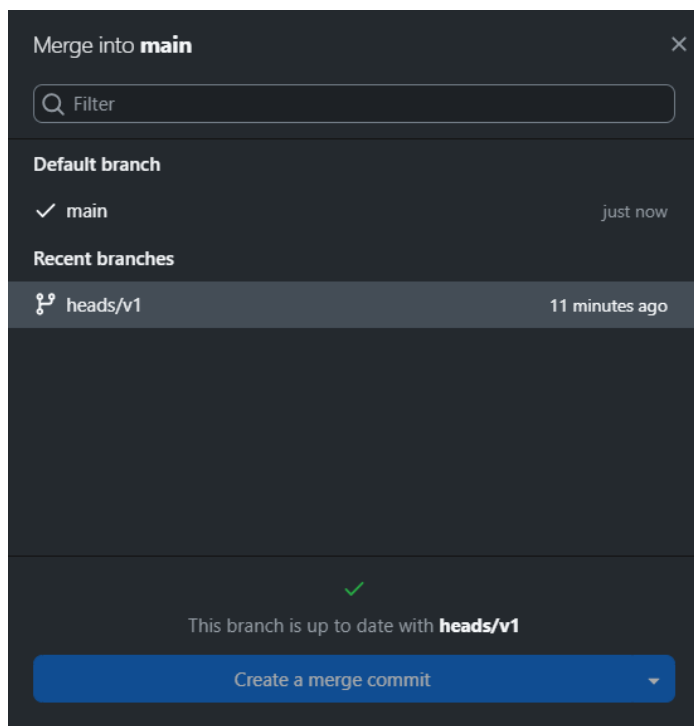 Merge into main
Filter
Default branch
main just now
Recent branches
heads/v1 11 minutes ago
This branch is up to date with heads/v1
Create a merge commit